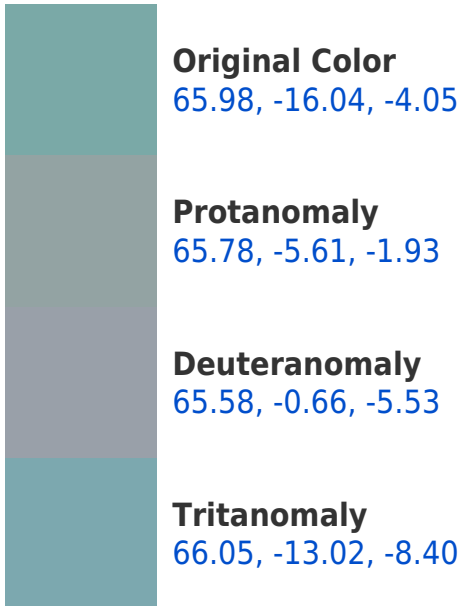 Original Color
65.98, -16.04, -4.05
Protanomaly
65.78, -5.61, -1.93
Deuteranomaly
65.58, -0.66, -5.53
Tritanomaly
66.05, -13.02, -8.40